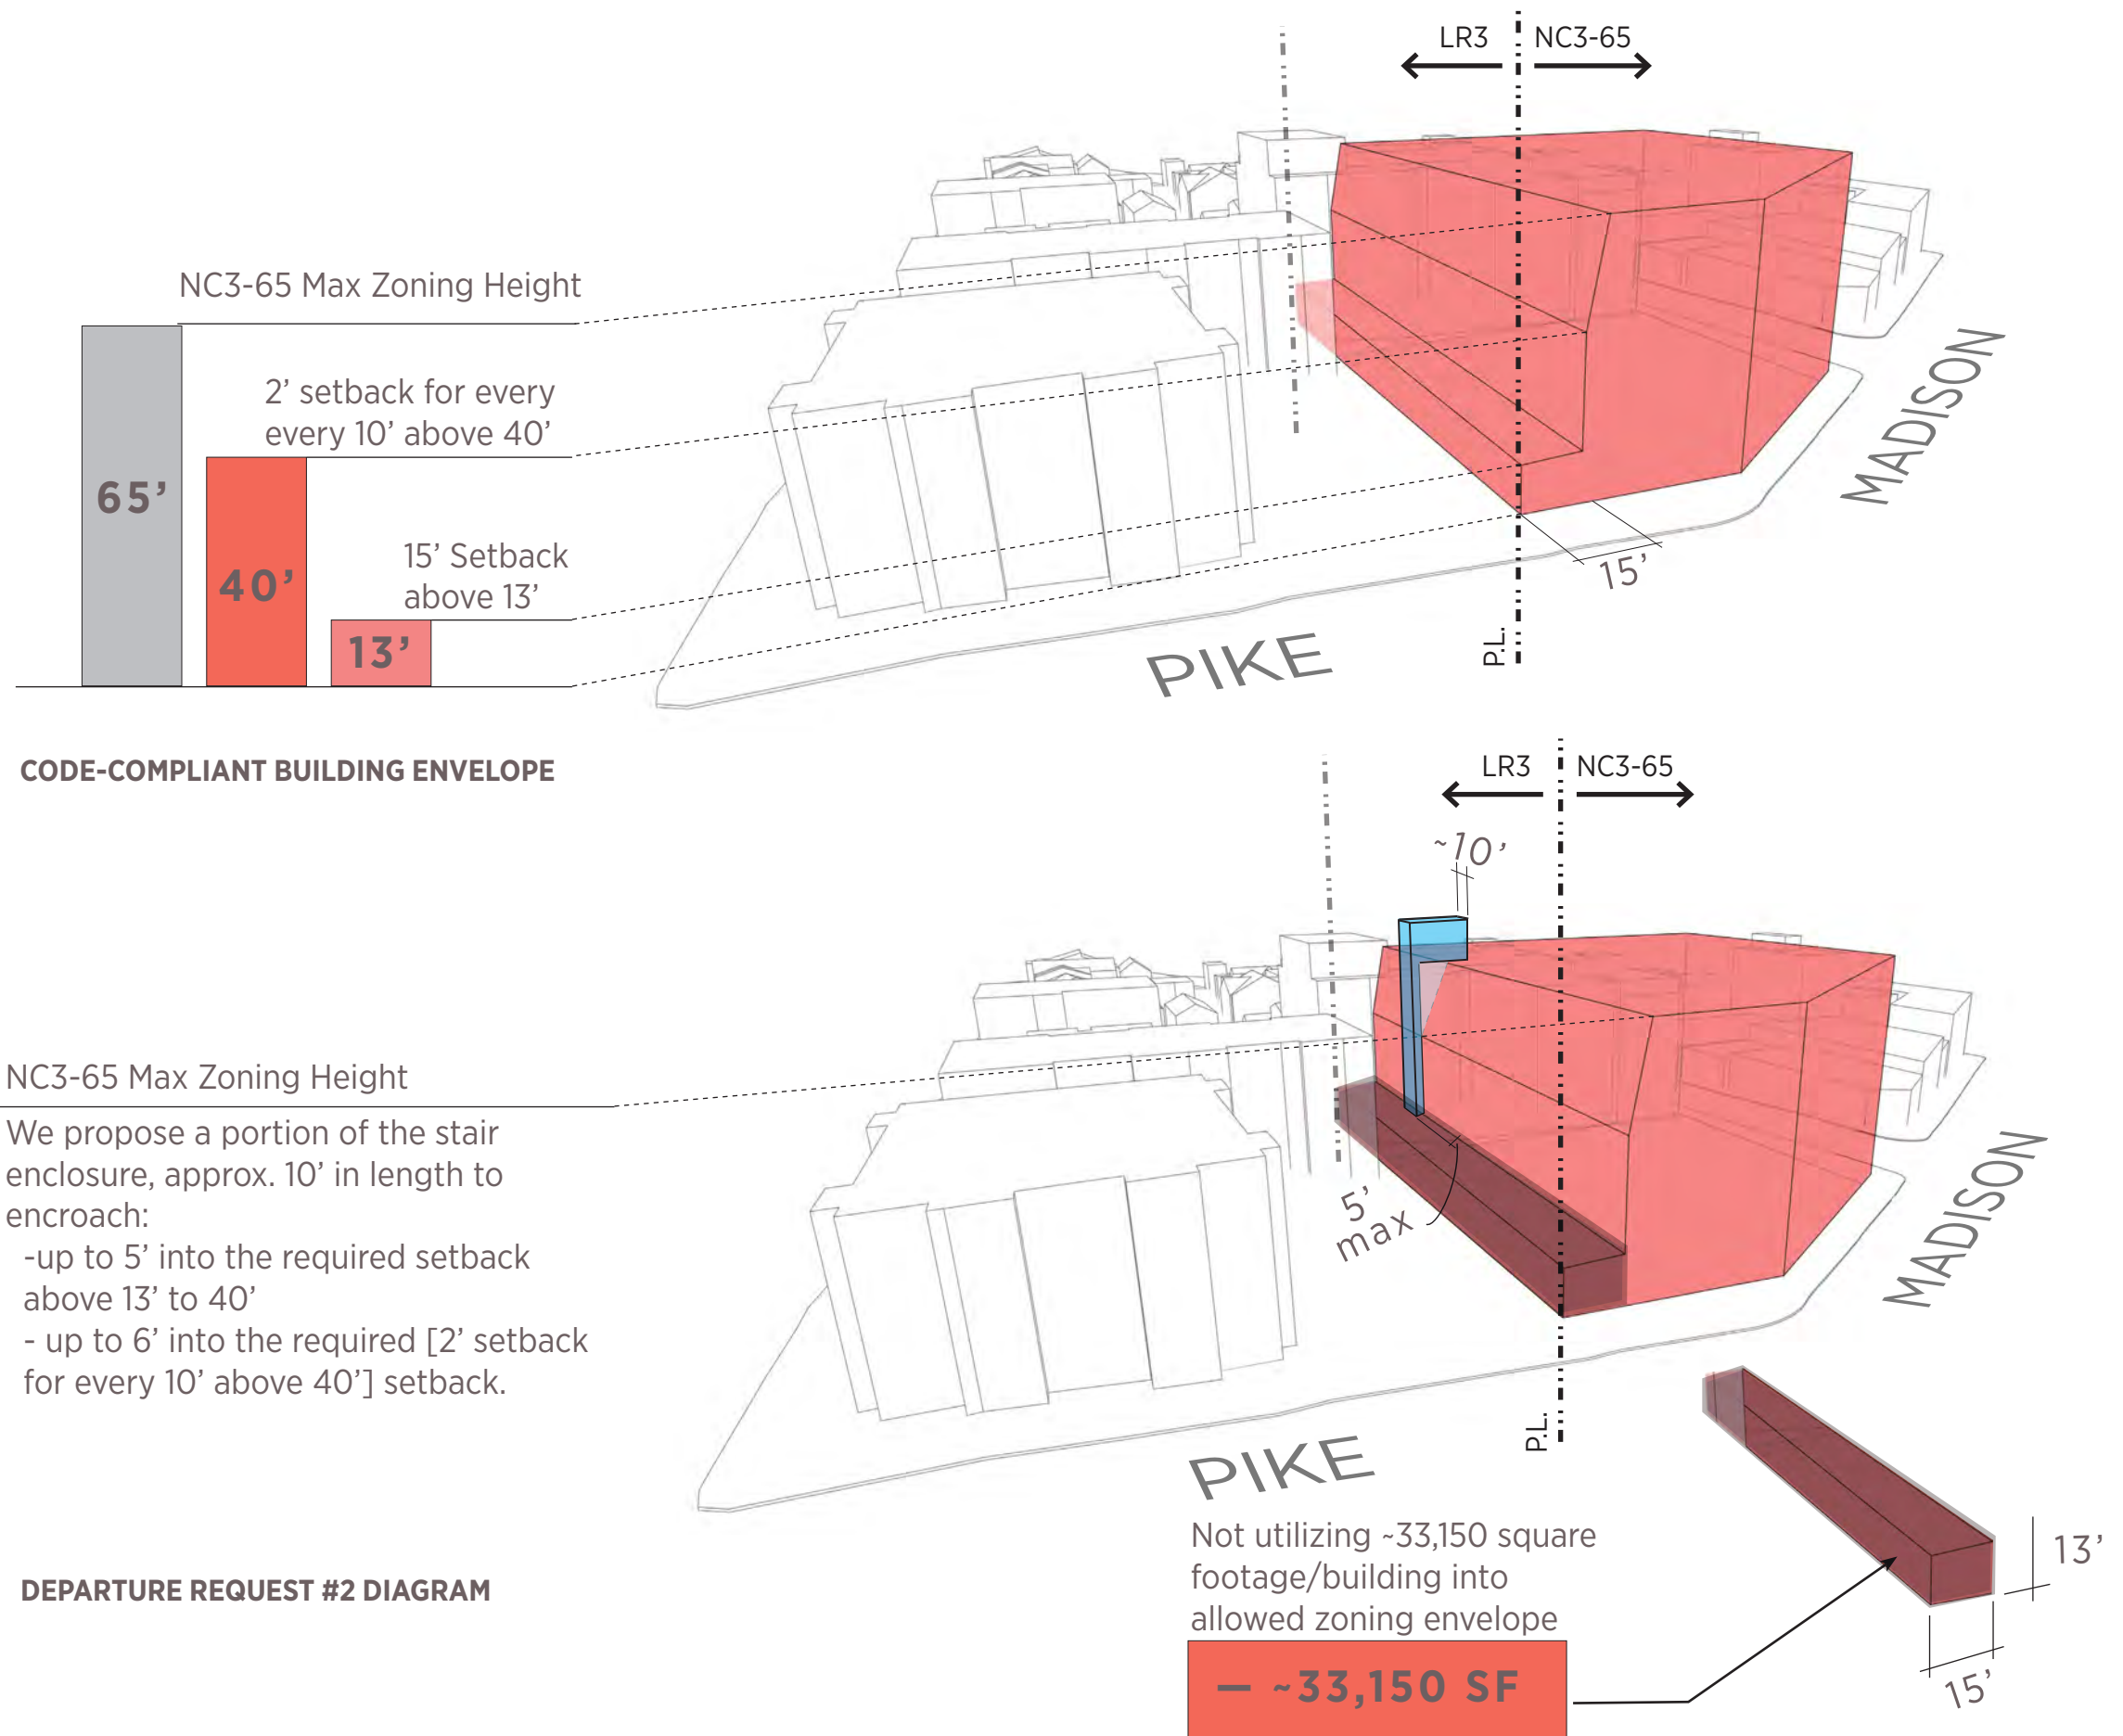 LR3
NC3-65
NC3-65 Max Zoning Height
2’ setback for every
every 10’ above 40’
65’
15’ Setback
above 13’
40’
13’
MADISON
15’
P.L.
PIKE
CODE-COMPLIANT BUILDING ENVELOPE
LR3
NC3-65
~10’
NC3-65 Max Zoning Height
We propose a portion of the stair
enclosure, approx. 10’ in length to
encroach:
-up to 5’ into the required setback
above 13’ to 40’
- up to 6’ into the required [2’ setback
for every 10’ above 40’] setback.
5’
max
MADISON
P.L.
PIKE
Not utilizing ~33,150 square
footage/building into
allowed zoning envelope
— ~33,150 SF
13’
15’
DEPARTURE REQUEST #2 DIAGRAM